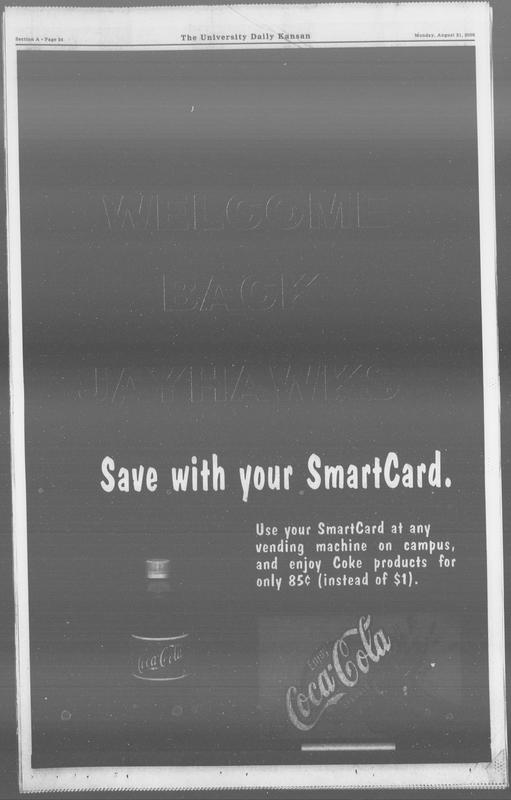 Section A - Page 24
The University Daily Kansan
Monday, August 21, 2000
WELCOME
BACK
JAYHAWKS
Save with your SmartCard.
Use your SmartCard at any
vending machine on campus,
and enjoy Coke products for
only 85¢ (instead of $1).
Coca-Cola
Enjoy
Coca-Cola